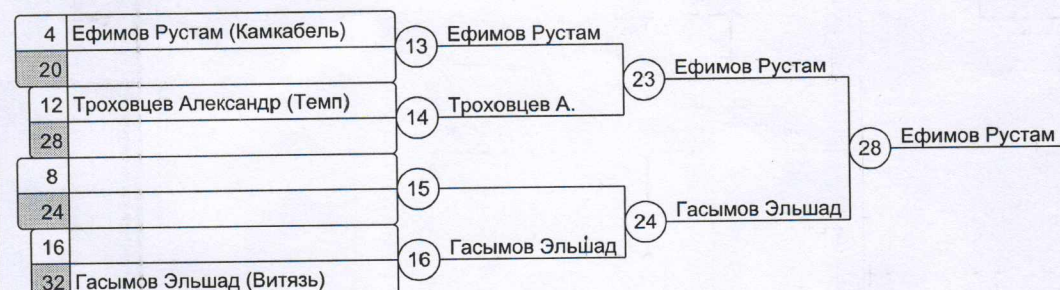 4 Ефимов Рустам (Камкабель)
20
13 Ефимов Рустам
12 Троховцев Александр (Темп)
28
14 Троховцев А.
23 Ефимов Рустам
8
24
15
16
32 Гасымов Эльшад (Витязь)
16 Гасымов Эльшад
24 Гасымов Эльшад
28 Ефимов Рустам